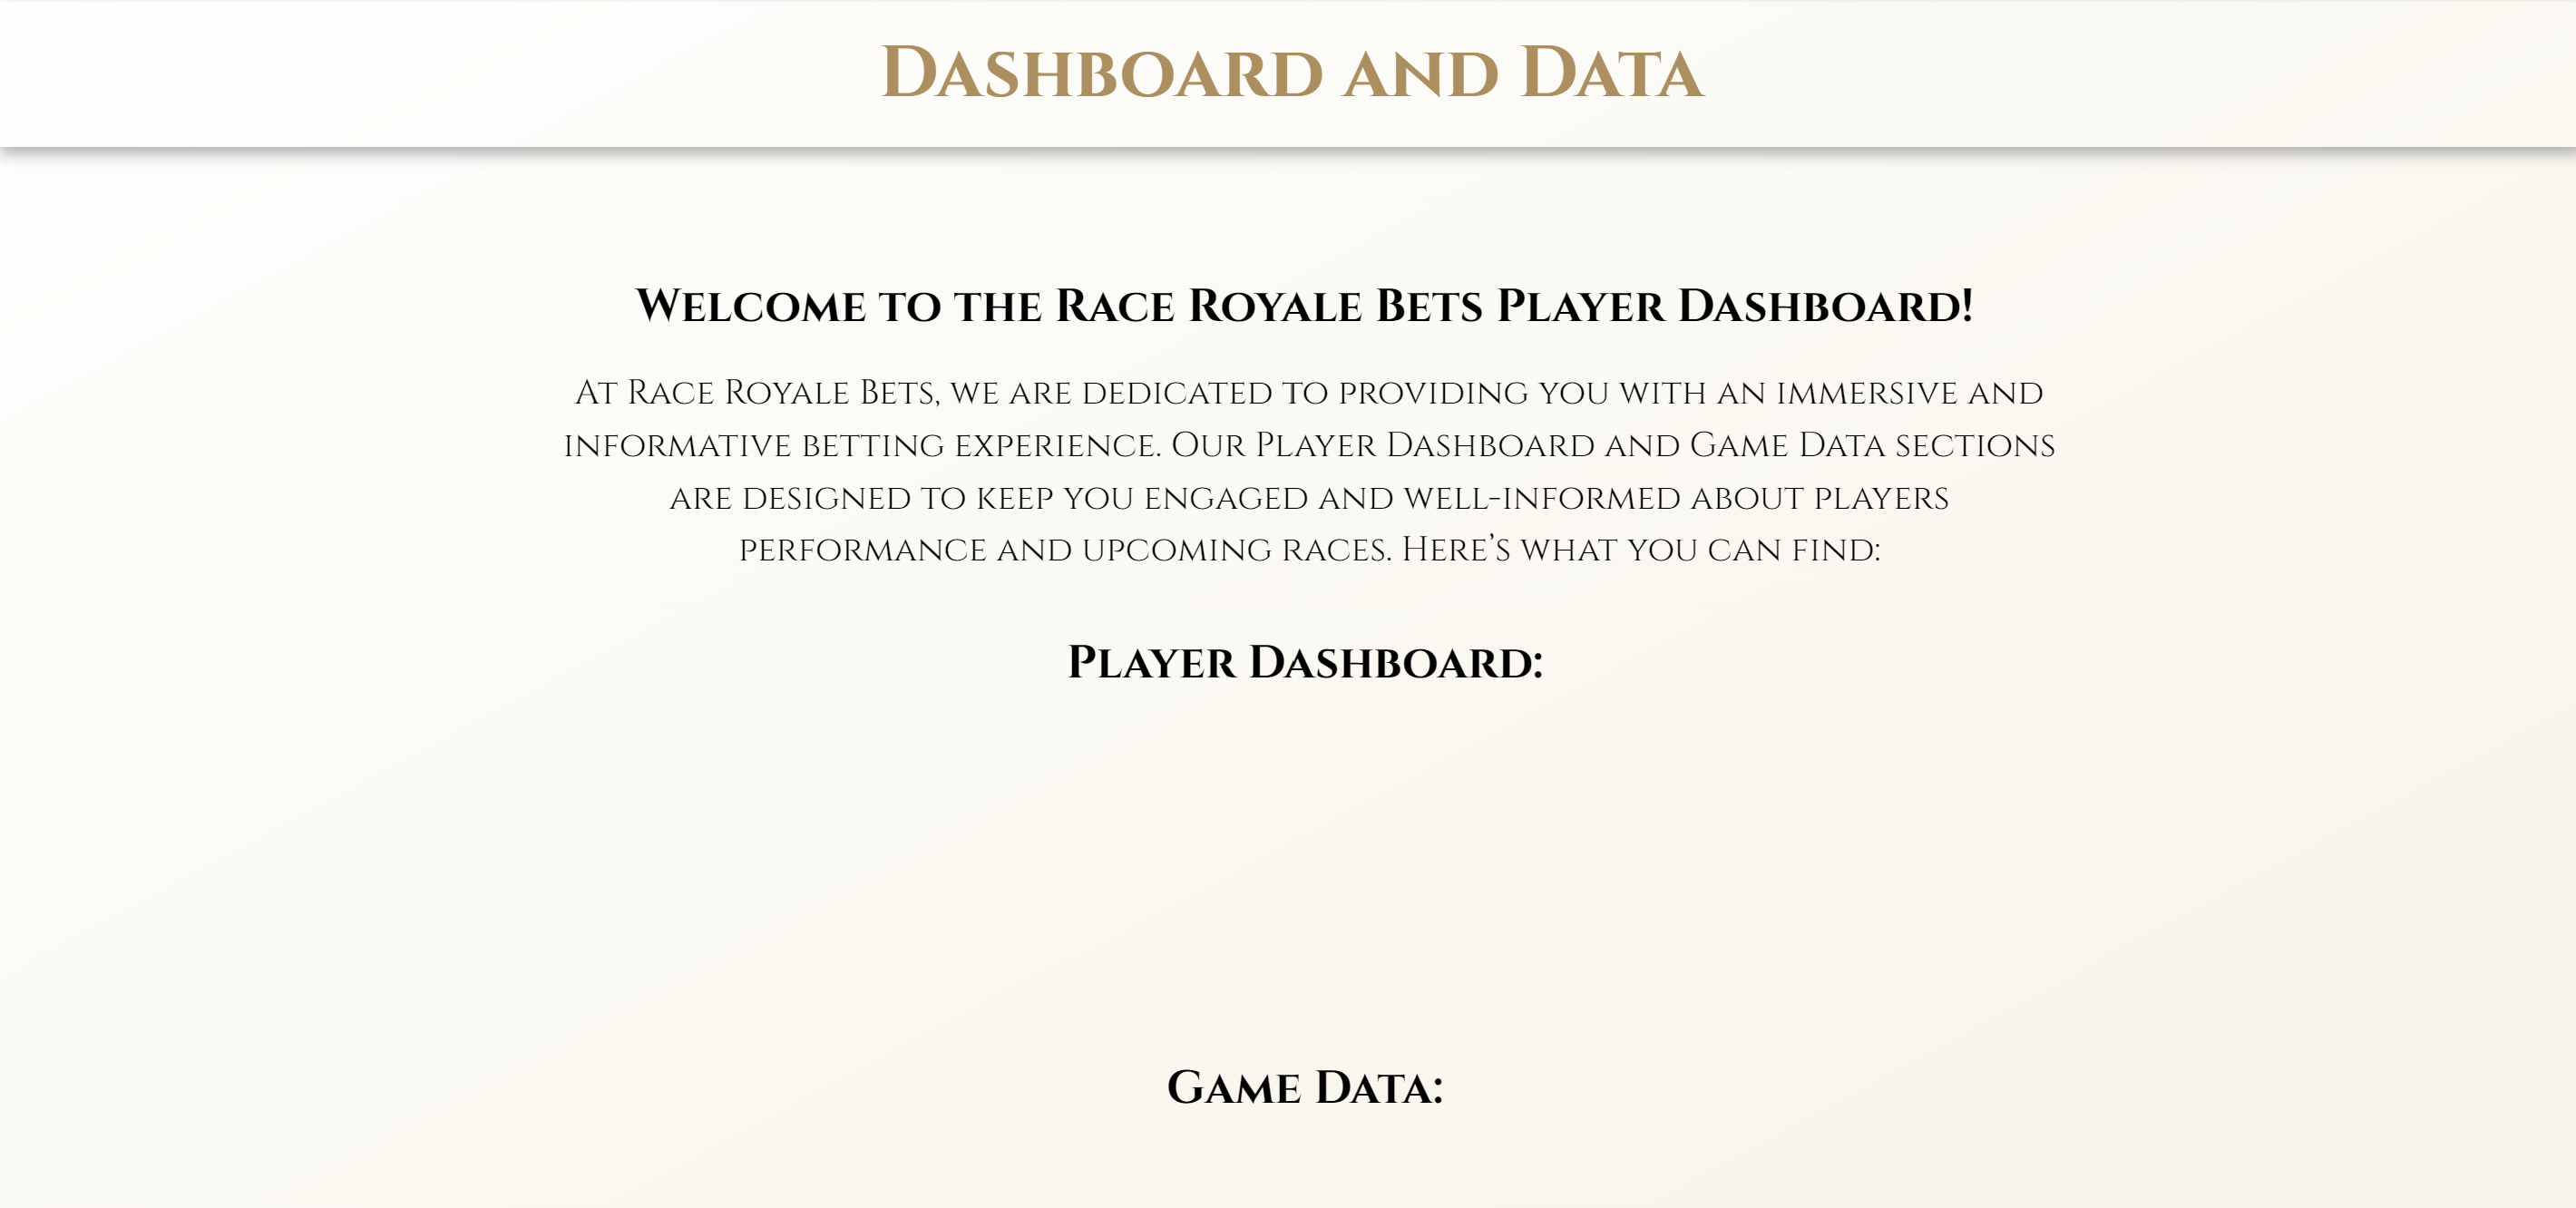 Dashboard and Data
Welcome to the Race Royale Bets Player Dashboard!
At Race Royale Bets, we are dedicated to providing you with an immersive and
informative betting experience. Our Player Dashboard and Game Data sections
are designed to keep you engaged and well-informed about players
performance and upcoming races. Here’s what you can find:
Player Dashboard:
Game Data: